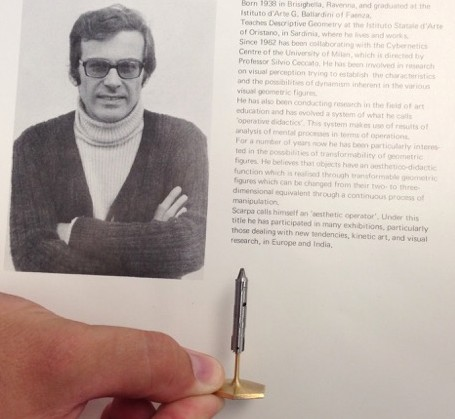 Born 1938 in Brisighella, Ravenna, and graduated at the
Istituto d'Arte G. Ballardini of Faenza.
Teaches Descriptive Geometry at the Istituto Statale d'Arte
of Oristano, in Sardinia, where he lives and works.
Since 1962 has been collaborating with the Cybernetics
Centre of the University of Milan, which is directed by
Professor Silvio Ceccato. He has been involved in research
on visual perception trying to establish the characteristics
and the possibilities of dynamism inherent in the various
visual geometric figures.
He has also been conducting research in the field of art
education and has evolved a system of what he calls
'operative didactics'. This system makes use of results of
analysis of mental processes in terms of operations.
For a number of years now he has been particularly interes-
ted in the possibilities of transformability of geometric
figures. He believes that objects have an aesthetico-didactic
function which is realised through transformable geometric
figures which can be changed from their two- to three-
dimensional equivalent through a continuous process of
manipulation.
Scarpa calls himself an 'aesthetic operator'. Under this
title he has participated in many exhibitions, particularly
those dealing with new tendencies, kinetic art, and visual
research, in Europe and India.